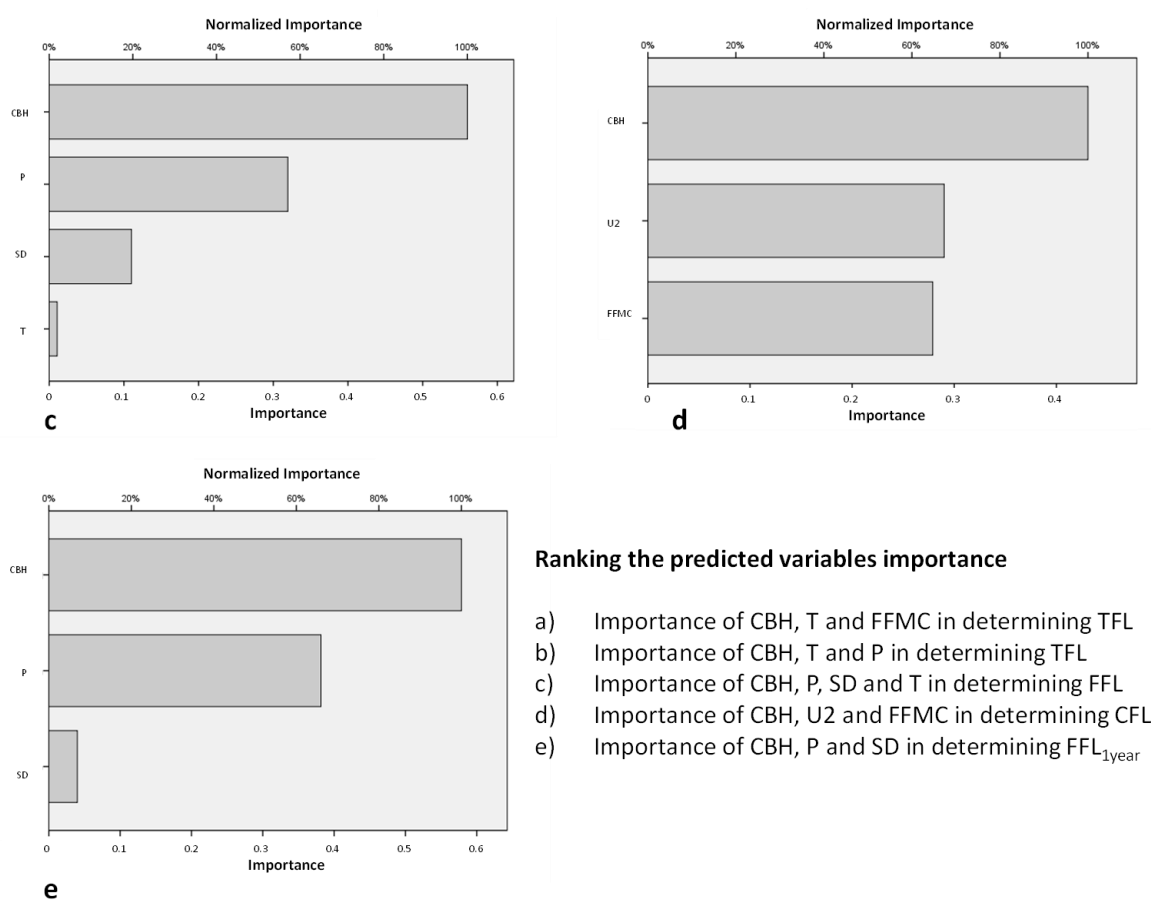 Normalized Importance
0% 20% 40% 60% 80% 100%
CBH
P
SD
T
0 0.1 0.2 0.3 0.4 0.5 0.6
Importance
c
Normalized Importance
0% 20% 40% 60% 80% 100%
CBH
U2
FFMC
0 0.1 0.2 0.3 0.4
Importance
d
Normalized Importance
0% 20% 40% 60% 80% 100%
CBH
P
SD
0 0.1 0.2 0.3 0.4 0.5 0.6
Importance
e
Ranking the predicted variables importance
a) Importance of CBH, T and FFMC in determining TFL
b) Importance of CBH, T and P in determining TFL
c) Importance of CBH, P, SD and T in determining FFL
d) Importance of CBH, U2 and FFMC in determining CFL
e) Importance of CBH, P and SD in determining FFL1year